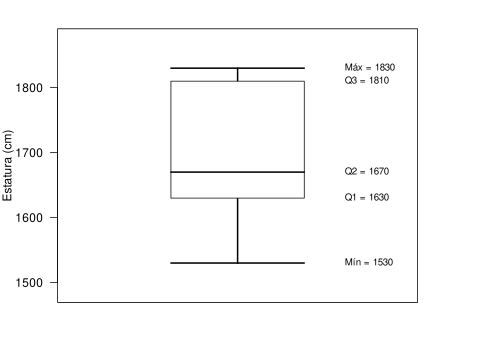 Estatura (cm)
1800
1700
1600
1500
Máx = 1830
Q3 = 1810
Q2 = 1670
Q1 = 1630
Mín = 1530